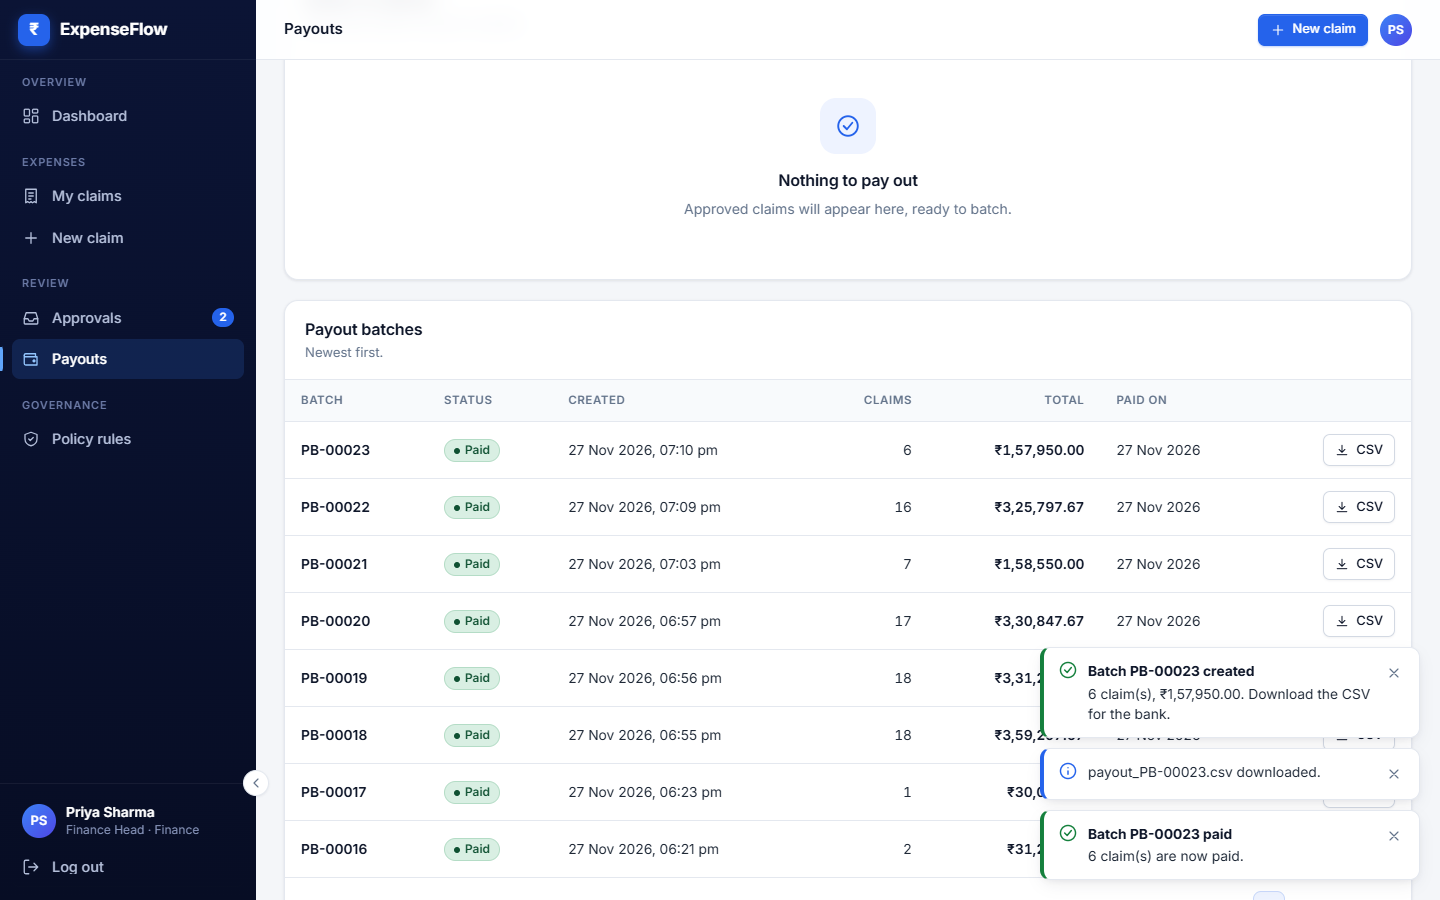 ₹ ExpenseFlow
OVERVIEW
Dashboard
EXPENSES
My claims
New claim
REVIEW
Approvals 2
Payouts
GOVERNANCE
Policy rules
PS Priya Sharma
Finance Head · Finance
Log out
Payouts
New claim PS
Nothing to pay out
Approved claims will appear here, ready to batch.
Payout batches
Newest first.
BATCH STATUS CREATED CLAIMS TOTAL PAID ON
PB-00023 Paid 27 Nov 2026, 07:10 pm 6 ₹1,57,950.00 27 Nov 2026 CSV
PB-00022 Paid 27 Nov 2026, 07:09 pm 16 ₹3,25,797.67 27 Nov 2026 CSV
PB-00021 Paid 27 Nov 2026, 07:03 pm 7 ₹1,58,550.00 27 Nov 2026 CSV
PB-00020 Paid 27 Nov 2026, 06:57 pm 17 ₹3,30,847.67 27 Nov 2026 CSV
PB-00019 Paid 27 Nov 2026, 06:56 pm 18
PB-00018 Paid 27 Nov 2026, 06:55 pm 18
PB-00017 Paid 27 Nov 2026, 06:23 pm 1
PB-00016 Paid 27 Nov 2026, 06:21 pm 2
Batch PB-00023 created
6 claim(s), ₹1,57,950.00. Download the CSV
for the bank.
payout_PB-00023.csv downloaded.
Batch PB-00023 paid
6 claim(s) are now paid.